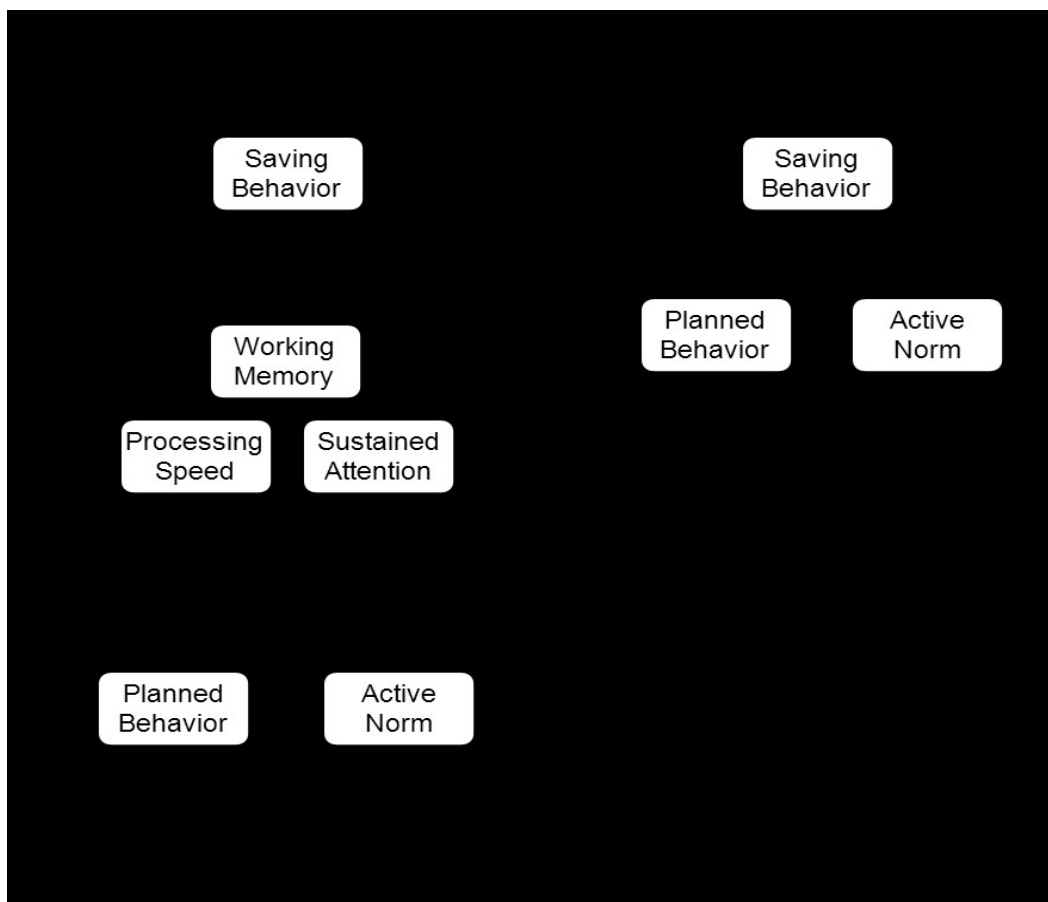 Saving
Behavior
Working
Memory
Processing
Speed
Sustained
Attention
Planned
Behavior
Active
Norm
Saving
Behavior
Planned
Behavior
Active
Norm